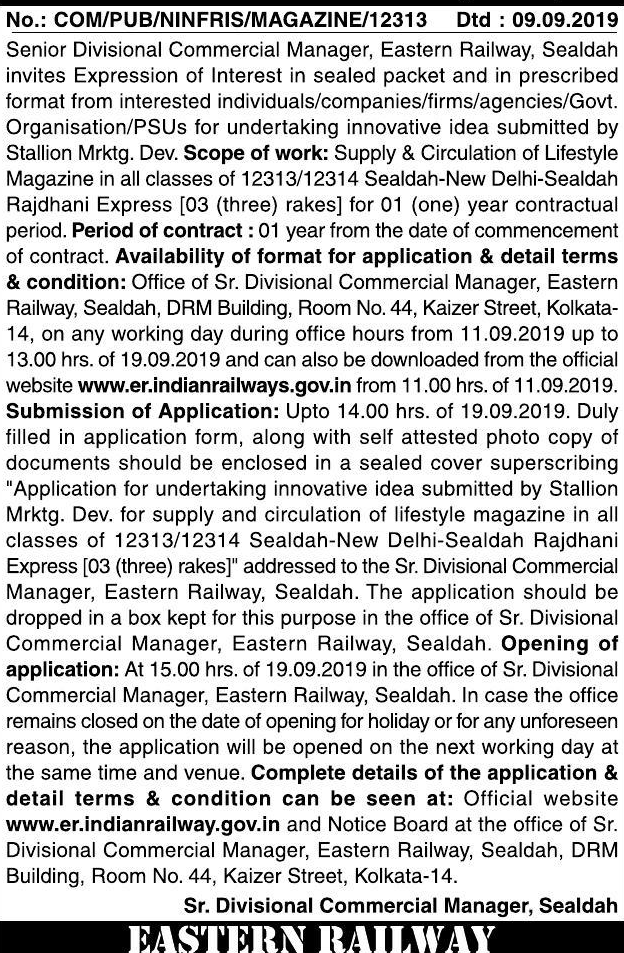 No.: COM/PUB/NINFRIS/MAGAZINE/12313 Dtd : 09.09.2019
Senior Divisional Commercial Manager, Eastern Railway, Sealdah
invites Expression of Interest in sealed packet and in prescribed
format from interested individuals/companies/firms/agencies/Govt.
Organisation/PSUs for undertaking innovative idea submitted by
Stallion Mrktg. Dev. Scope of work: Supply & Circulation of Lifestyle
Magazine in all classes of 12313/12314 Sealdah-New Delhi-Sealdah
Rajdhani Express [03 (three) rakes] for 01 (one) year contractual
period. Period of contract : 01 year from the date of commencement
of contract. Availability of format for application & detail terms
& condition: Office of Sr. Divisional Commercial Manager, Eastern
Railway, Sealdah, DRM Building, Room No. 44, Kaizer Street, Kolkata-
14, on any working day during office hours from 11.09.2019 up to
13.00 hrs. of 19.09.2019 and can also be downloaded from the official
website www.er.indianrailways.gov.in from 11.00 hrs. of 11.09.2019.
Submission of Application: Upto 14.00 hrs. of 19.09.2019. Duly
filled in application form, along with self attested photo copy of
documents should be enclosed in a sealed cover superscribing
"Application for undertaking innovative idea submitted by Stallion
Mrktg. Dev. for supply and circulation of lifestyle magazine in all
classes of 12313/12314 Sealdah-New Delhi-Sealdah Rajdhani
Express [03 (three) rakes]" addressed to the Sr. Divisional Commercial
Manager, Eastern Railway, Sealdah. The application should be
dropped in a box kept for this purpose in the office of Sr. Divisional
Commercial Manager, Eastern Railway, Sealdah. Opening of
application: At 15.00 hrs. of 19.09.2019 in the office of Sr. Divisional
Commercial Manager, Eastern Railway, Sealdah. In case the office
remains closed on the date of opening for holiday or for any unforeseen
reason, the application will be opened on the next working day at
the same time and venue. Complete details of the application &
detail terms & condition can be seen at: Official website
www.er.indianrailway.gov.in and Notice Board at the office of Sr.
Divisional Commercial Manager, Eastern Railway, Sealdah, DRM
Building, Room No. 44, Kaizer Street, Kolkata-14.
Sr. Divisional Commercial Manager, Sealdah
EASTERN RAILWAY